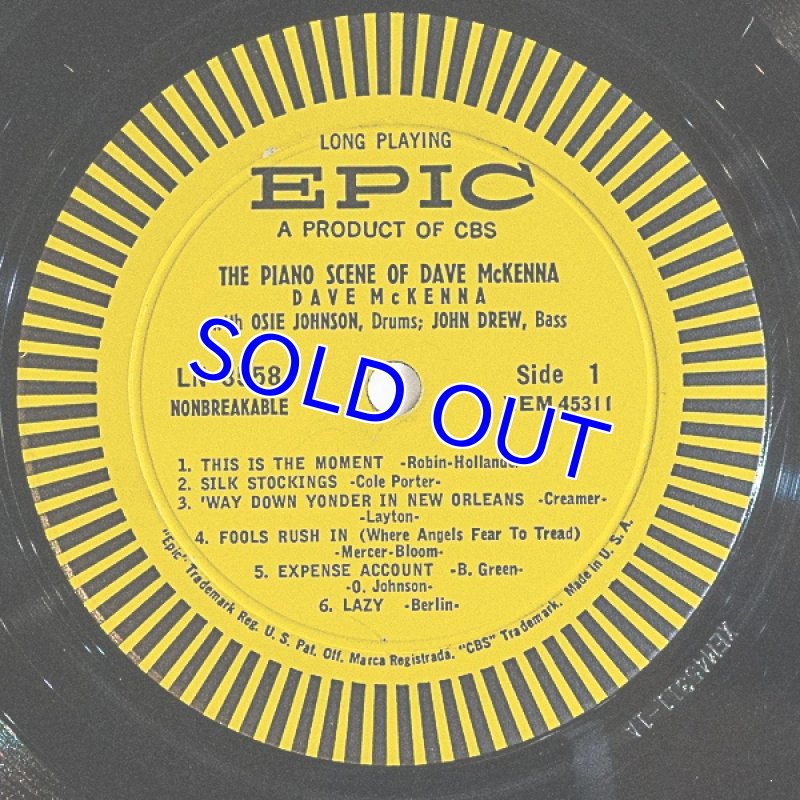 LONG PLAYING
EPIC
A PRODUCT OF CBS
THE PIANO SCENE OF DAVE McKENNA
DAVE McKENNA
with OSIE JOHNSON, Drums; JOHN DREW, Bass
SOLD OUT
Side 1
NONBREAKABLE
XEM 45311
1. THIS IS THE MOMENT -Robin-Hollander-
2. SILK STOCKINGS -Cole Porter-
3. 'WAY DOWN YONDER IN NEW ORLEANS -Creamer-
-Layton-
4. FOOLS RUSH IN (Where Angels Fear To Tread)
-Mercer-Bloom-
5. EXPENSE ACCOUNT -B. Green-
-O. Johnson-
6. LAZY -Berlin-
"Epic" Trademark Reg. U. S. Pat. Off. Marca Registrada. "CBS" Trademark. Made in U. S. A.
XEM45311-1A